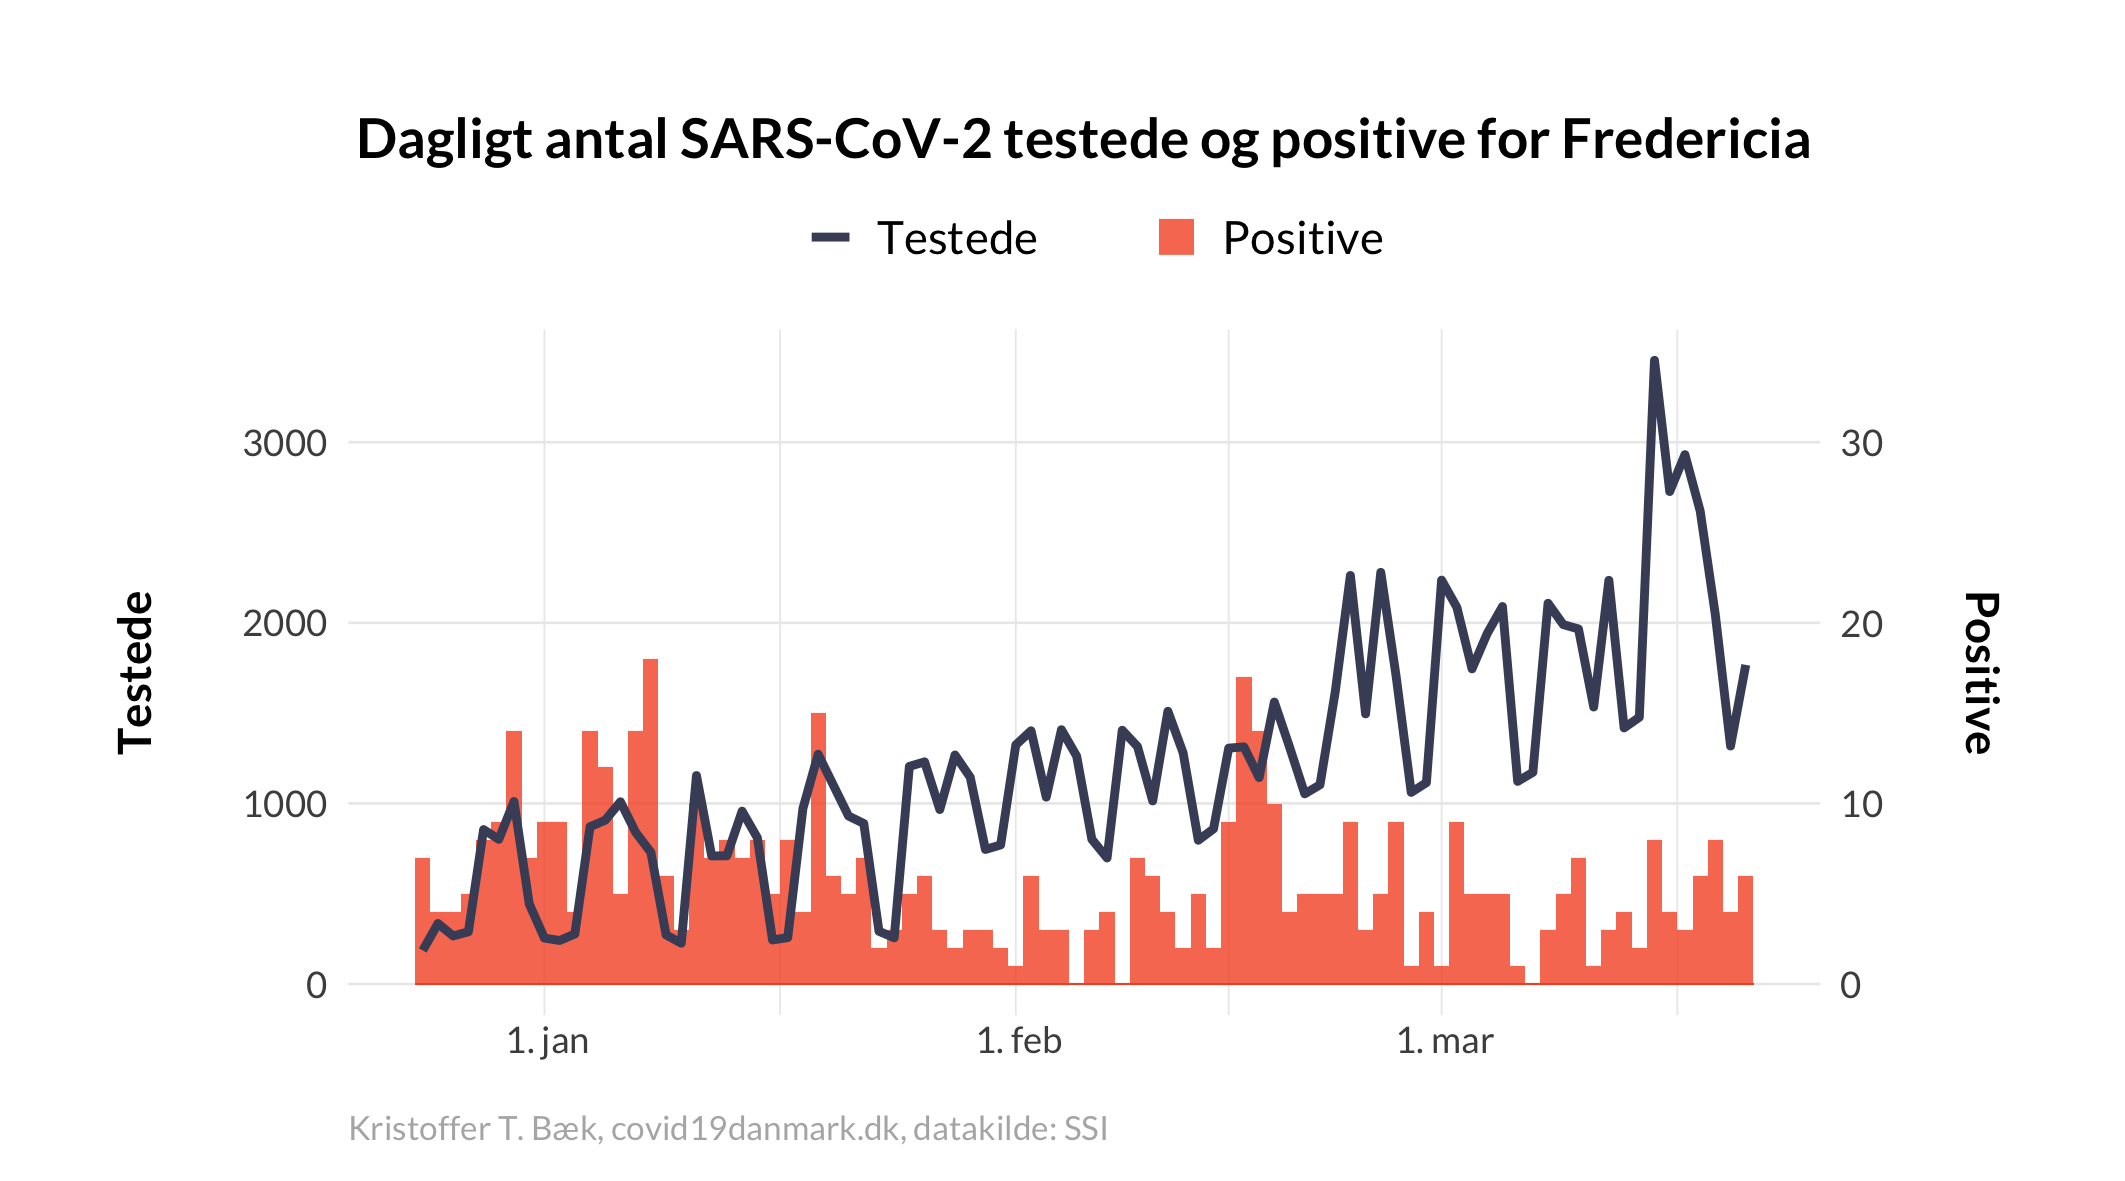 Dagligt antal SARS-CoV-2 testede og positive for Fredericia
Testede
Positive
3000
2000
1000
0
30
20
10
0
Testede
Positive
1. jan
1. feb
1. mar
Kristoffer T. Bæk, covid19danmark.dk, datakilde: SSI